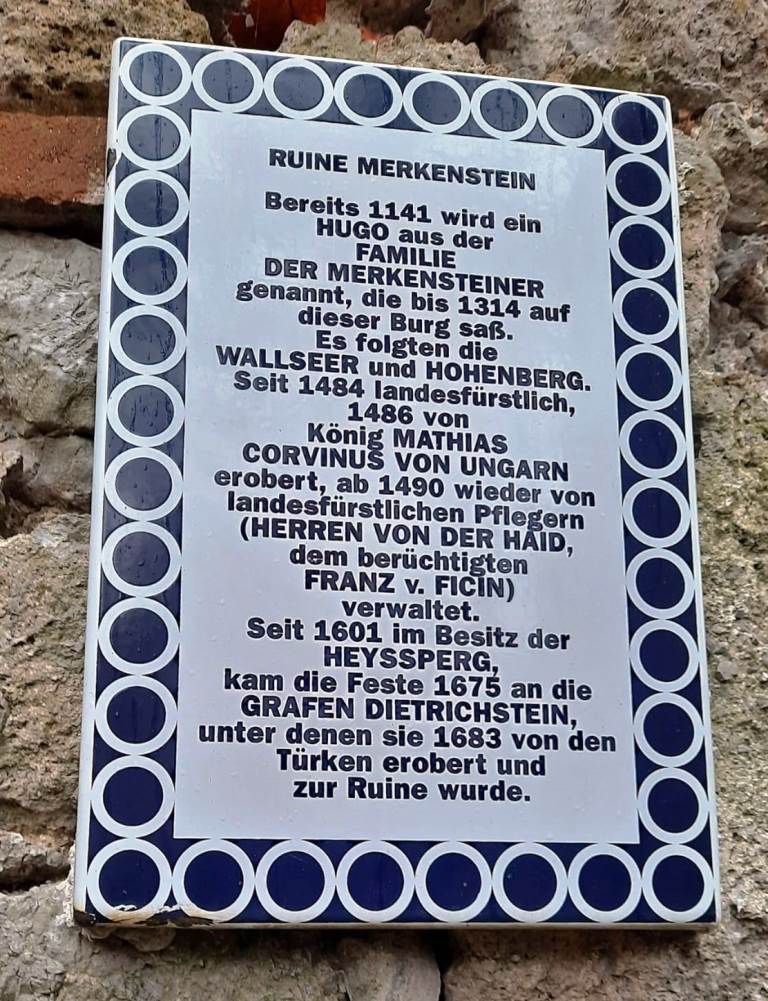 RUINE MERKENSTEIN
Bereits 1141 wird ein
HUGO aus der
FAMILIE
DER MERKENSTEINER
genannt, die bis 1314 auf
dieser Burg saß.
Es folgten die
WALLSEER und HOHENBERG.
Seit 1484 landesfürstlich,
1486 von
König MATHIAS
CORVINUS VON UNGARN
erobert, ab 1490 wieder von
landesfürstlichen Pflegern
(HERREN VON DER HAID,
dem berüchtigten
FRANZ v. FICIN)
verwaltet.
Seit 1601 im Besitz der
HEYSSPERG,
kam die Feste 1675 an die
GRAFEN DIETRICHSTEIN,
unter denen sie 1683 von den
Türken erobert und
zur Ruine wurde.